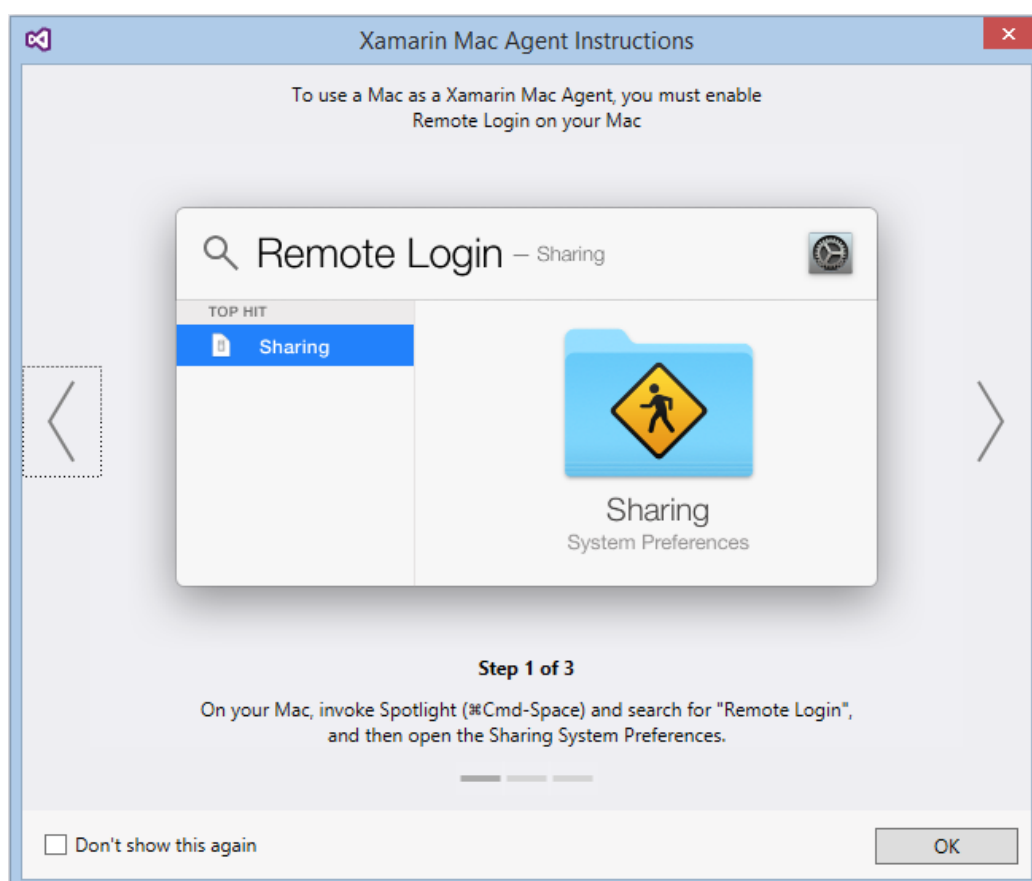 Xamarin Mac Agent Instructions
To use a Mac as a Xamarin Mac Agent, you must enable
Remote Login on your Mac
Remote Login – Sharing
TOP HIT
Sharing
Sharing
System Preferences
Step 1 of 3
On your Mac, invoke Spotlight (⌘Cmd-Space) and search for "Remote Login",
and then open the Sharing System Preferences.
Don't show this again
OK